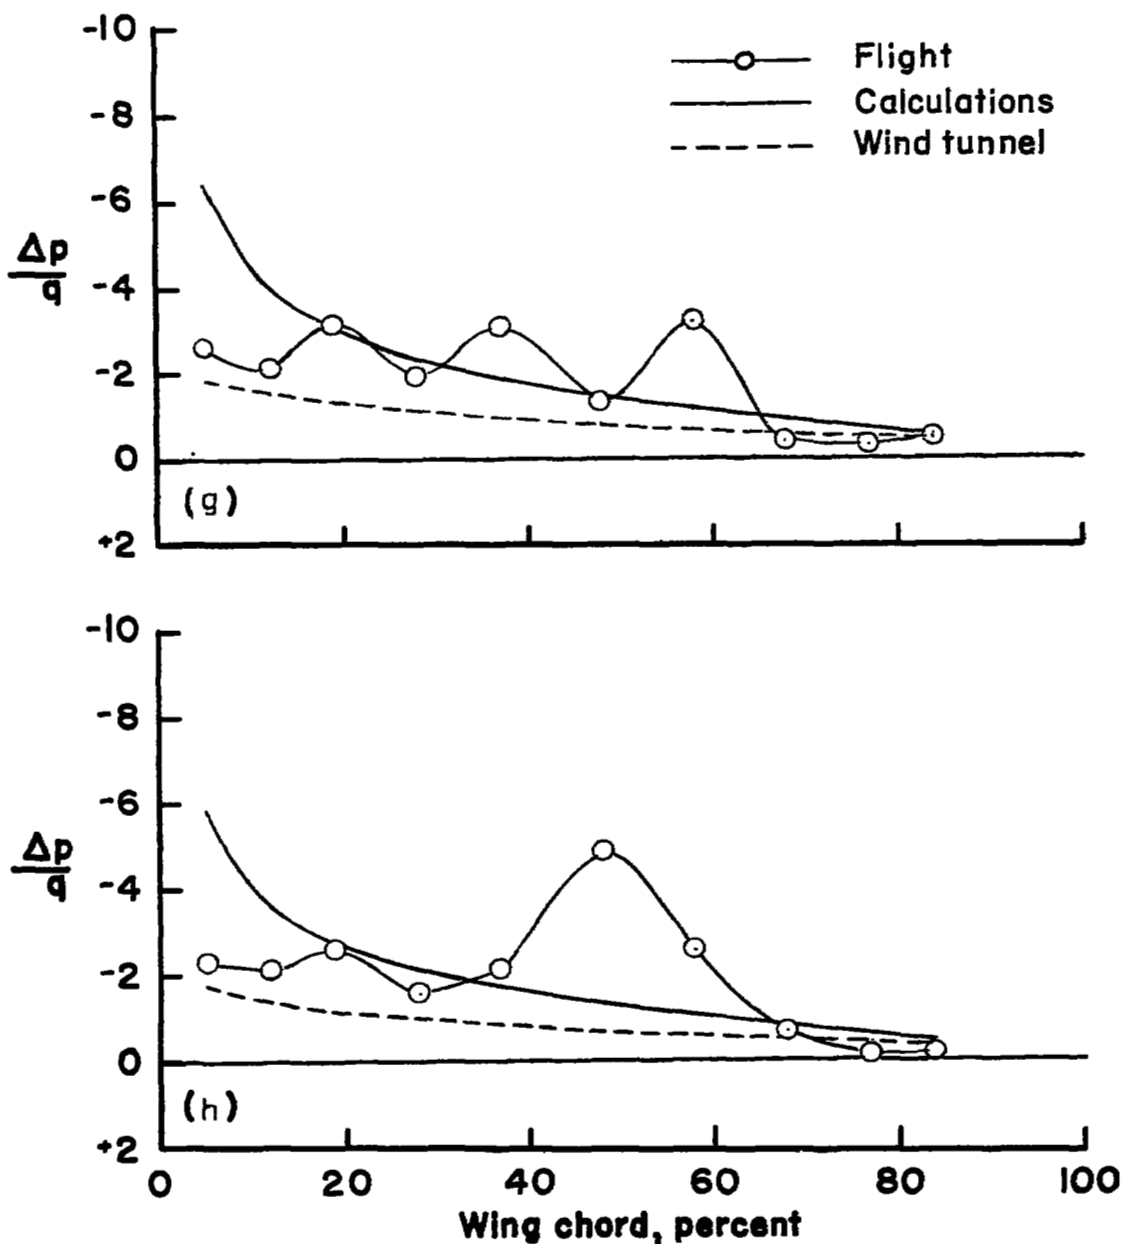 -10
Flight
Calculations
-8
Wind tunnel
-6
Δp
q
-4
-2
0
(g)
+2
-10
-8
-6
Δp
q
-4
-2
0
(h)
+2
0 20 40 60 80 100
Wing chord, percent